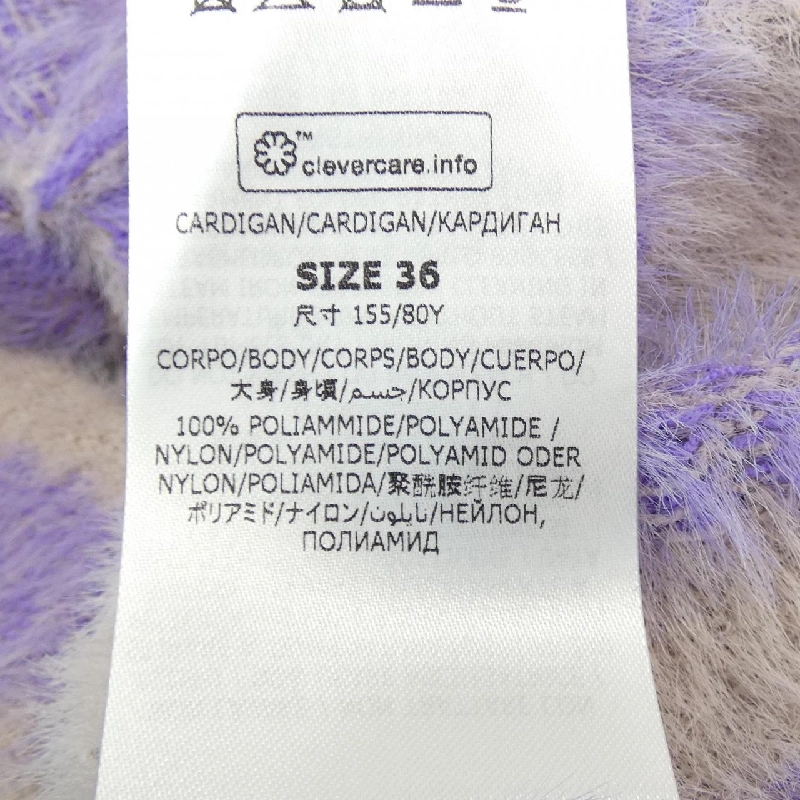 ™ clevercare.info
CARDIGAN/CARDIGAN/КАРДИГАН
SIZE 36
尺寸 155/80Y
CORPO/BODY/CORPS/BODY/CUERPO/
大身/身頃/جسم/КОРПУС
100% POLIAMMIDE/POLYAMIDE /
NYLON/POLYAMIDE/POLYAMID ODER
NYLON/POLIAMIDA/聚酰胺纤维/尼龙/
ポリアミド/ナイロン/نايلون/НЕЙЛОН,
ПОЛИАМИД